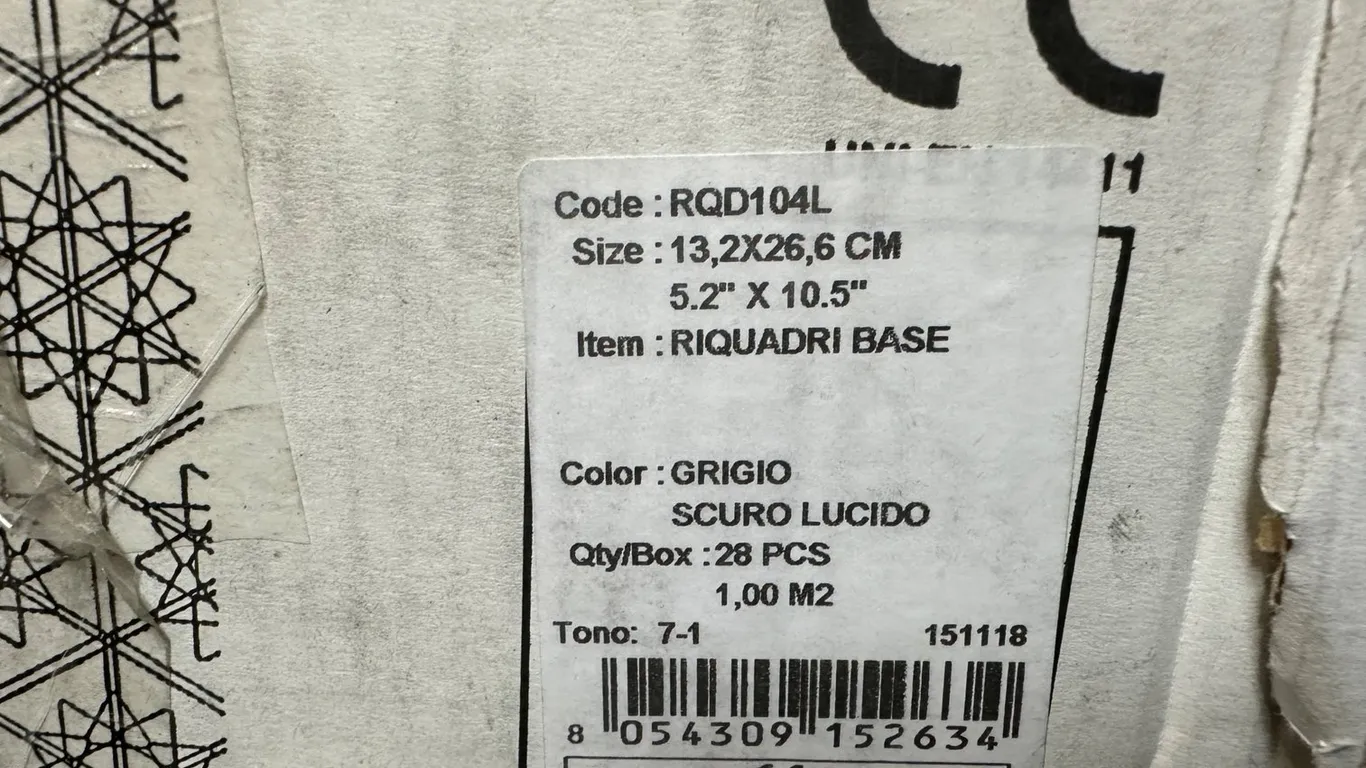 Code : RQD104L
Size : 13,2X26,6 CM
5.2" X 10.5"
Item : RIQUADRI BASE
Color : GRIGIO
SCURO LUCIDO
Qty/Box : 28 PCS
1,00 M2
Tono: 7-1 151118
8 054309 152634